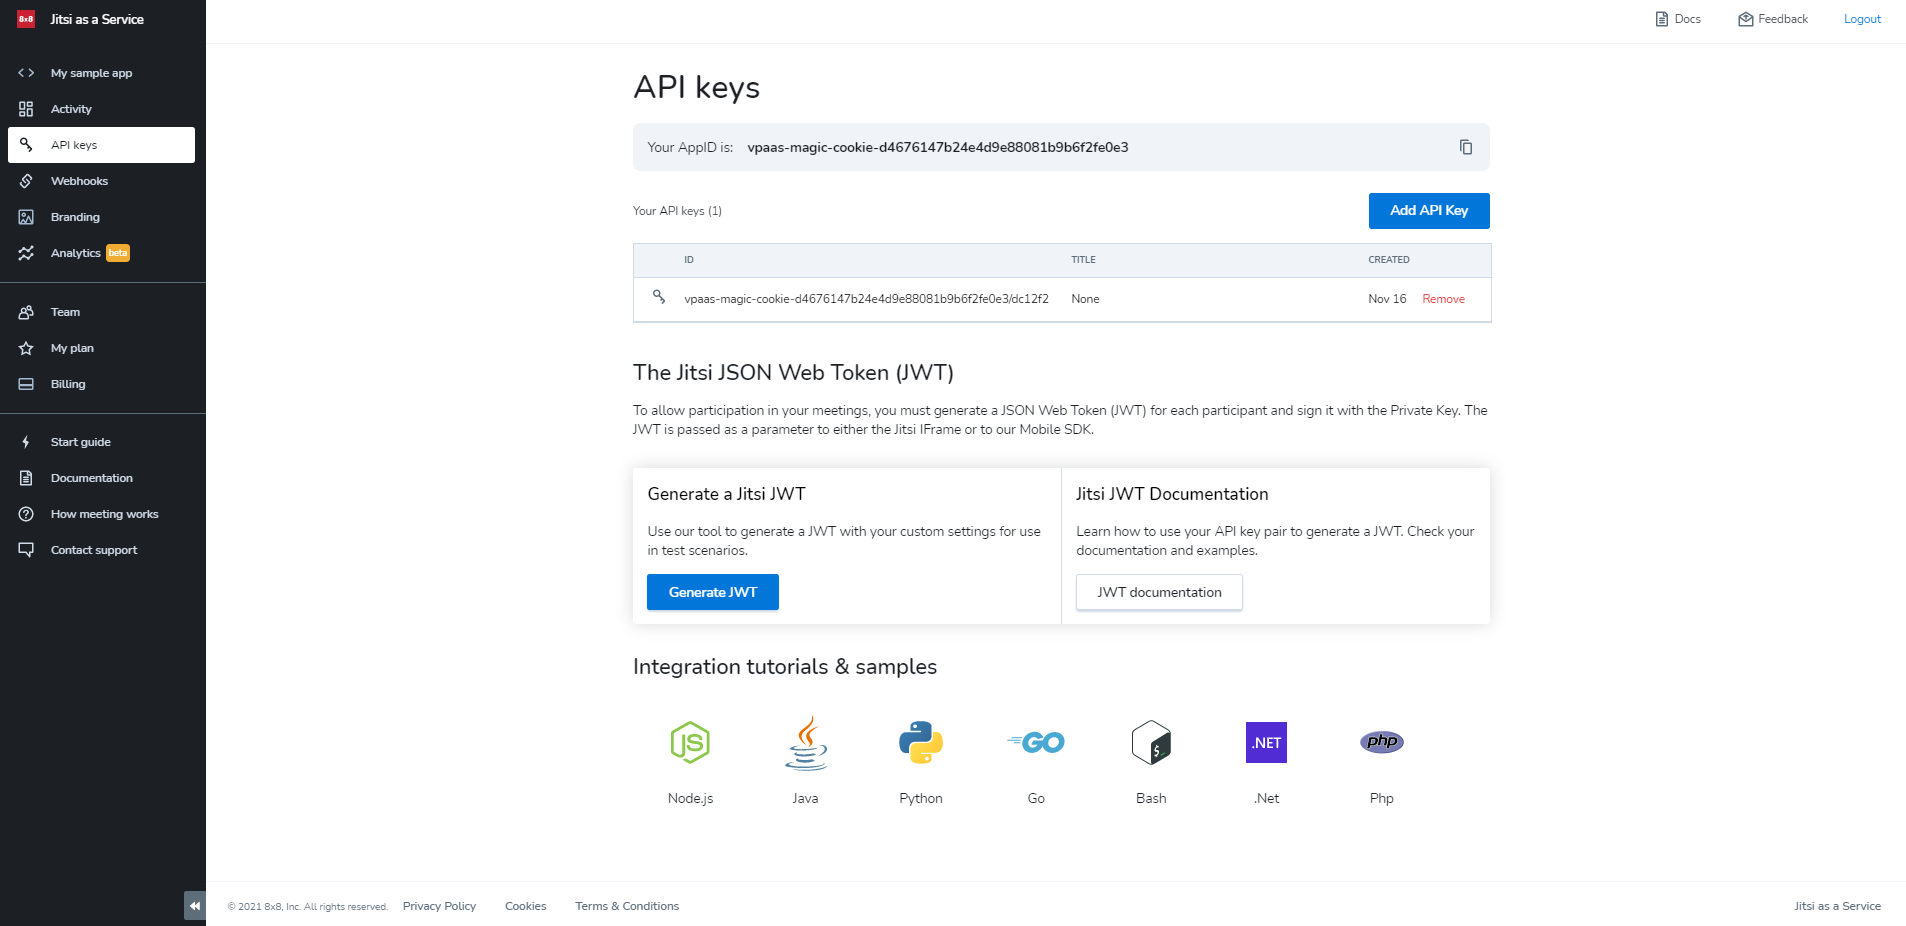 8x8 Jitsi as a Service
Docs Feedback Logout
My sample app
Activity
API keys
Webhooks
Branding
Analytics beta
Team
My plan
Billing
Start guide
Documentation
How meeting works
Contact support
API keys
Your AppID is: vpaas-magic-cookie-d4676147b24e4d9e88081b9b6f2fe0e3
Your API keys (1) Add API Key
ID TITLE CREATED
vpaas-magic-cookie-d4676147b24e4d9e88081b9b6f2fe0e3/dc12f2 None Nov 16 Remove
The Jitsi JSON Web Token (JWT)
To allow participation in your meetings, you must generate a JSON Web Token (JWT) for each participant and sign it with the Private Key. The
JWT is passed as a parameter to either the Jitsi IFrame or to our Mobile SDK.
Generate a Jitsi JWT
Use our tool to generate a JWT with your custom settings for use
in test scenarios.
Generate JWT
Jitsi JWT Documentation
Learn how to use your API key pair to generate a JWT. Check your
documentation and examples.
JWT documentation
Integration tutorials & samples
JS GO $ .NET php
Node.js Java Python Go Bash .Net Php
© 2021 8x8, Inc. All rights reserved. Privacy Policy Cookies Terms & Conditions Jitsi as a Service